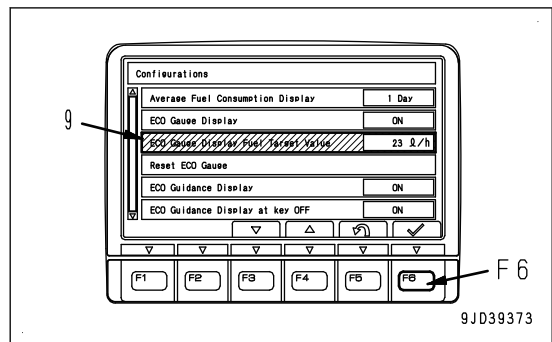 Configurations
Average Fuel Consumption Display 1 Day
ECO Gauge Display ON
9
ECO Gauge Display Fuel Target Value 23 ℓ/h
Reset ECO Gauge
ECO Guidance Display ON
ECO Guidance Display at key OFF ON
F1 F2 F3 F4 F5 F6
F6
9JD39373